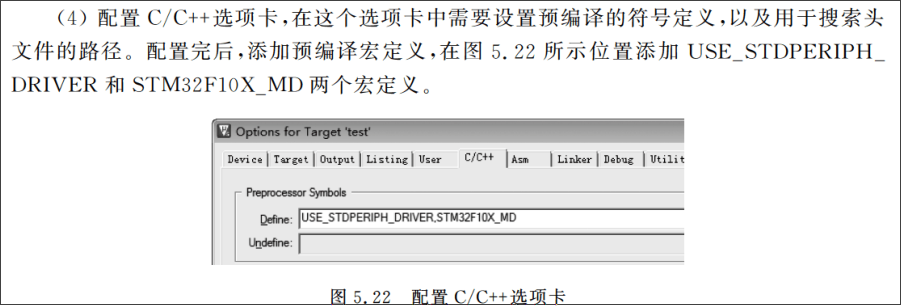 （4）配置 C/C++选项卡,在这个选项卡中需要设置预编译的符号定义,以及用于搜索头
文件的路径。配置完后,添加预编译宏定义,在图 5.22 所示位置添加 USE_STDPERIPH_
DRIVER 和 STM32F10X_MD 两个宏定义。
Options for Target 'test'
Device Target Output Listing User C/C++ Asm Linker Debug Utilit
Preprocessor Symbols
Define: USE_STDPERIPH_DRIVER,STM32F10X_MD
Undefine:
图 5.22 配置 C/C++选项卡